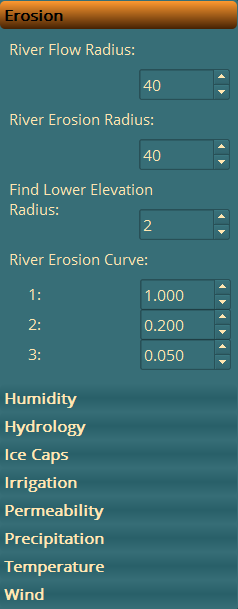 Erosion
River Flow Radius:
40
River Erosion Radius:
40
Find Lower Elevation
Radius:
2
River Erosion Curve:
1: 1.000
2: 0.200
3: 0.050
Humidity
Hydrology
Ice Caps
Irrigation
Permeability
Precipitation
Temperature
Wind